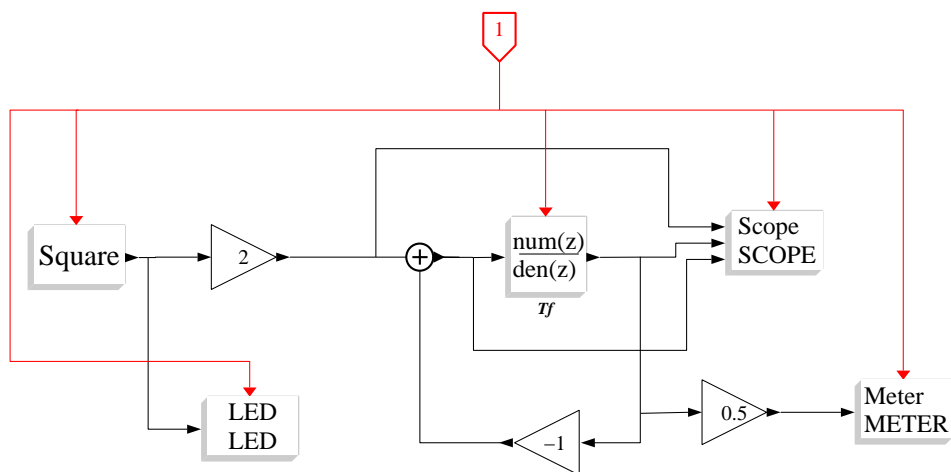 1
Square
2
+
num(z)
den(z)
Tf
Scope
SCOPE
LED
LED
−1
0.5
Meter
METER